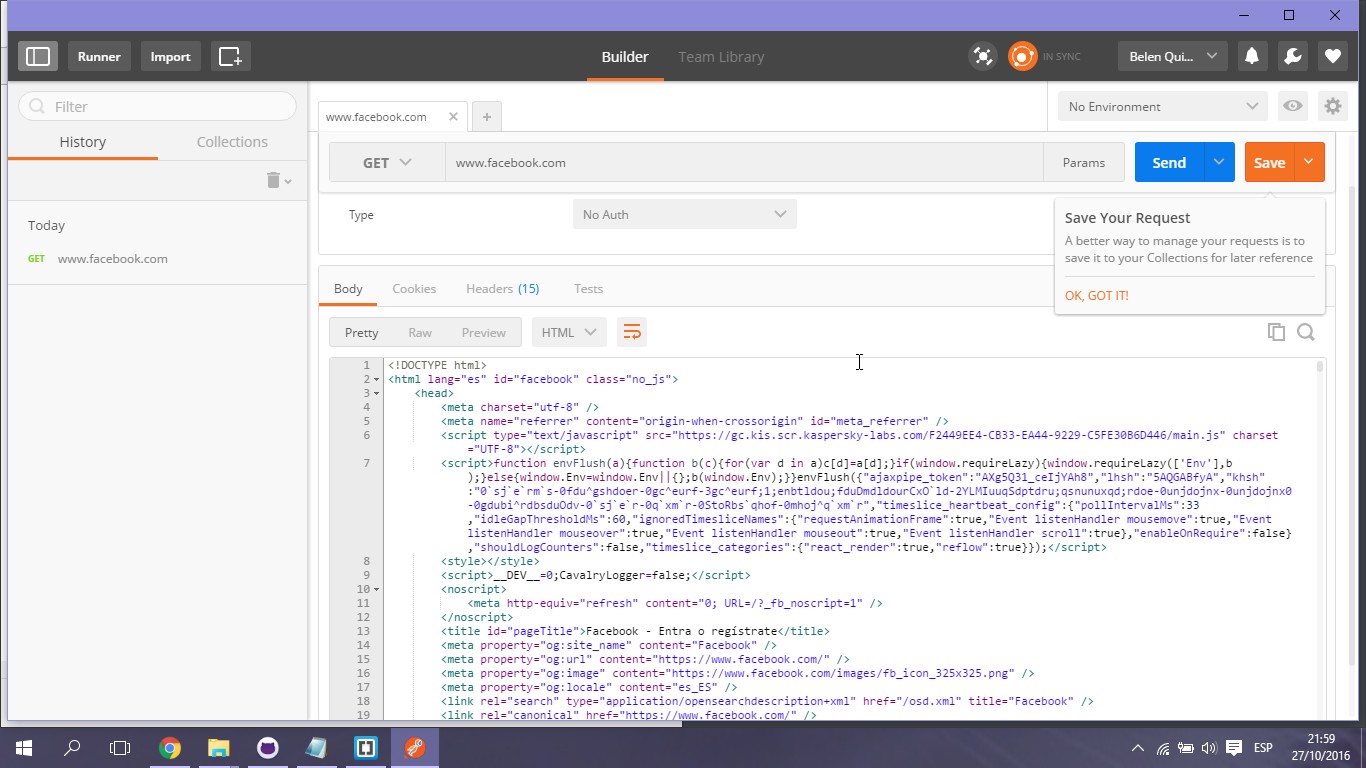 Runner
Import
Builder
Team Library
IN SYNC
Belen Qui...
Filter
History
Collections
Today
GET www.facebook.com
www.facebook.com
No Environment
GET
www.facebook.com
Params
Send
Save
Type
No Auth
Save Your Request
A better way to manage your requests is to
save it to your Collections for later reference
OK, GOT IT!
Body
Cookies
Headers (15)
Tests
Pretty
Raw
Preview
HTML
1 <!DOCTYPE html>
2 <html lang="es" id="facebook" class="no_js">
3 <head>
4 <meta charset="utf-8" />
5 <meta name="referrer" content="origin-when-crossorigin" id="meta_referrer" />
6 <script type="text/javascript" src="https://gc.kis.scr.kaspersky-labs.com/F2449EE4-CB33-EA44-9229-C5FE30B6D446/main.js" charset
="UTF-8"></script>
7 <script>function envFlush(a){function b(c){for(var d in a)c[d]=a[d];}if(window.requireLazy){window.requireLazy(['Env'],b
);}else{window.Env=window.Env||{};b(window.Env);}}envFlush({"ajaxpipe_token":"AXg5Q31_ceIjYAh8","lhsh":"5AQGABfyA","khsh"
:"0`sj`e`rm`s-0fdu^gshdoer-0gc^eurf-3gc^eurf;1;enbtldou;fduDmdldourCxO`ld-2YLMIuuqSdptdru;qsnunuxqd;rdoe-0unjdojnx-0unjdojnx0
-0gdubi^rdbsduOdv-0`sj`e`r-0q`xm`r-0StoRbs`qhof-0mhoj^q`xm`r","timeslice_heartbeat_config":{"pollIntervalMs":33
,"idleGapThresholdMs":60,"ignoredTimesliceNames":{"requestAnimationFrame":true,"Event listenHandler mousemove":true,"Event
listenHandler mouseover":true,"Event listenHandler mouseout":true,"Event listenHandler scroll":true},"enableOnRequire":false}
,"shouldLogCounters":false,"timeslice_categories":{"react_render":true,"reflow":true}});</script>
8 <style></style>
9 <script>__DEV__=0;CavalryLogger=false;</script>
10 <noscript>
11 <meta http-equiv="refresh" content="0; URL=/?_fb_noscript=1" />
12 </noscript>
13 <title id="pageTitle">Facebook - Entra o regístrate</title>
14 <meta property="og:site_name" content="Facebook" />
15 <meta property="og:url" content="https://www.facebook.com/" />
16 <meta property="og:image" content="https://www.facebook.com/images/fb_icon_325x325.png" />
17 <meta property="og:locale" content="es_ES" />
18 <link rel="search" type="application/opensearchdescription+xml" href="/osd.xml" title="Facebook" />
19 <link rel="canonical" href="https://www.facebook.com/" />
ESP
21:59
27/10/2016